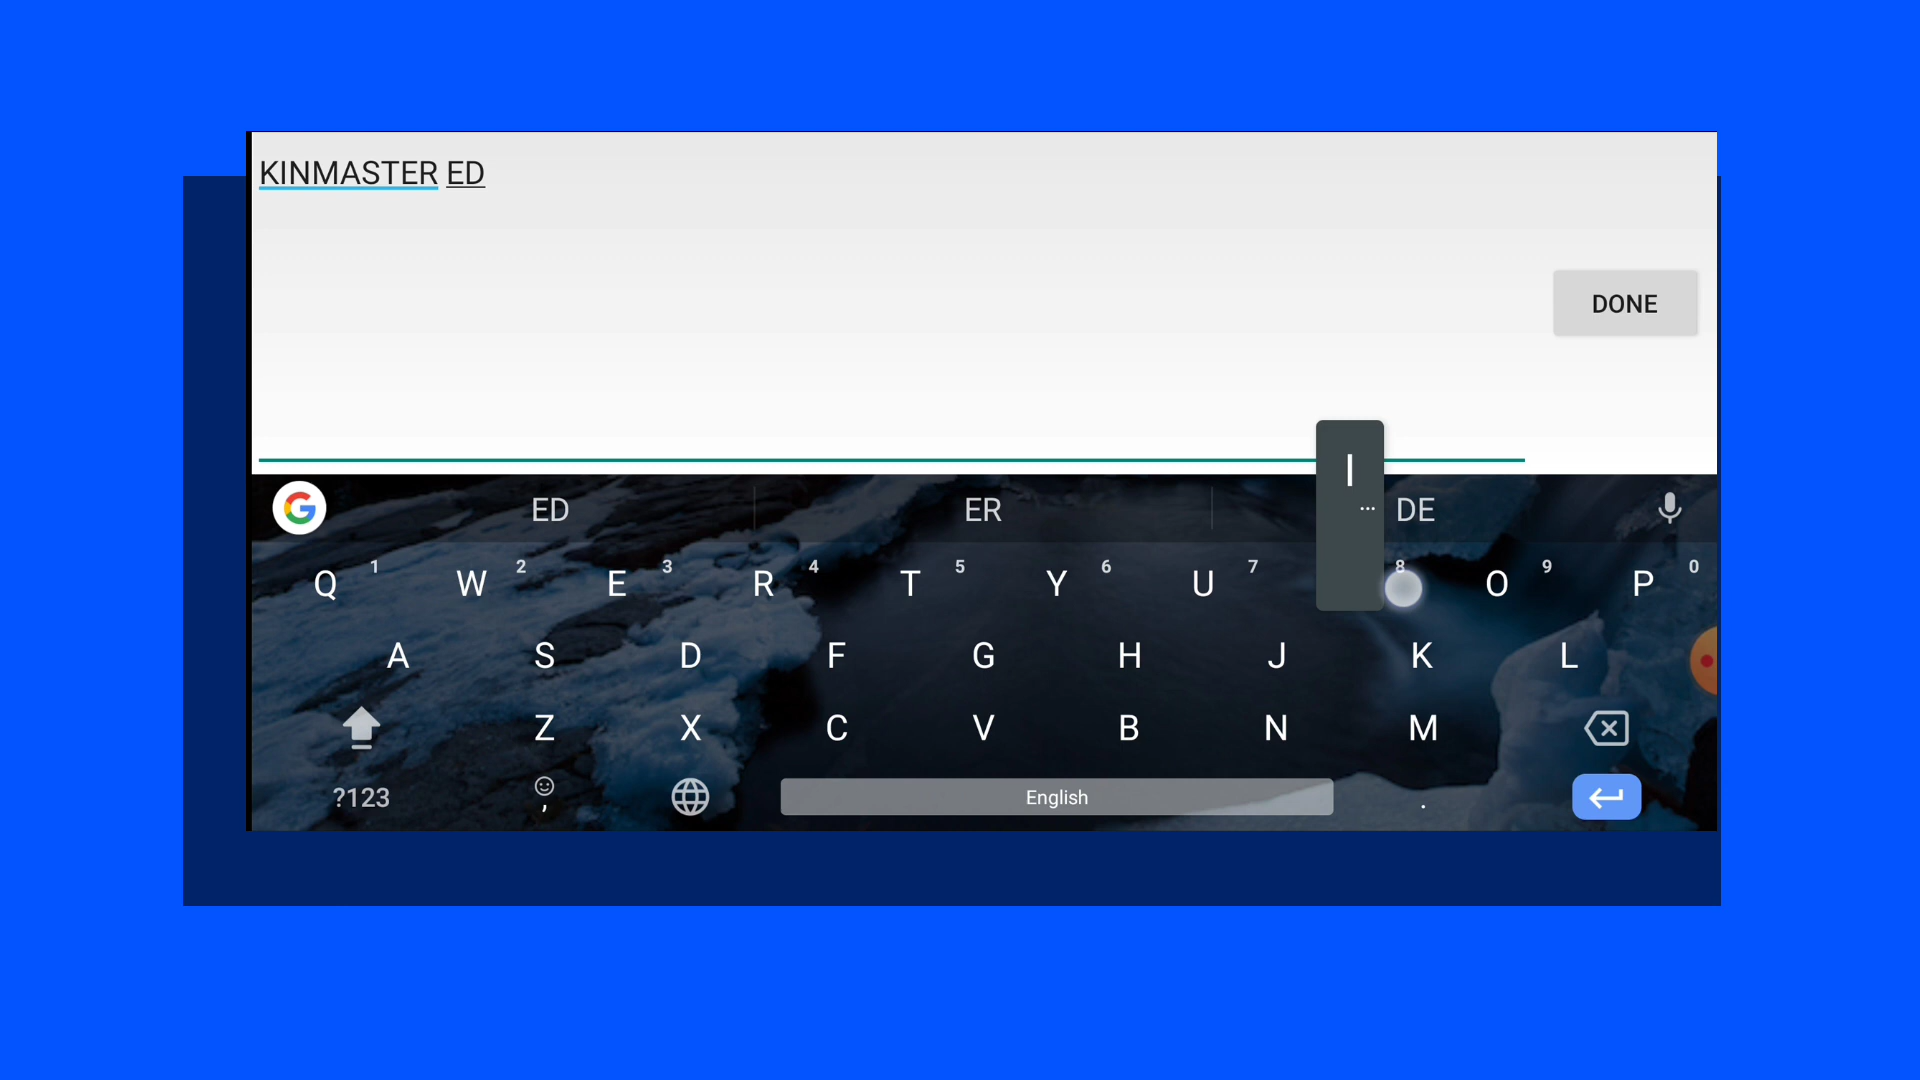 KINMASTER ED
DONE
I
...
ED ER DE
Q 1 W 2 E 3 R 4 T 5 Y 6 U 7 8 O 9 P 0
A S D F G H J K L
Z X C V B N M
?123 , English .